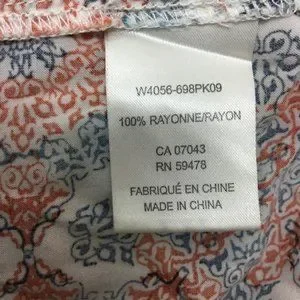 W4056-698PK09
100% RAYONNE/RAYON
CA 07043
RN 59478
FABRIQUÉ EN CHINE
MADE IN CHINA